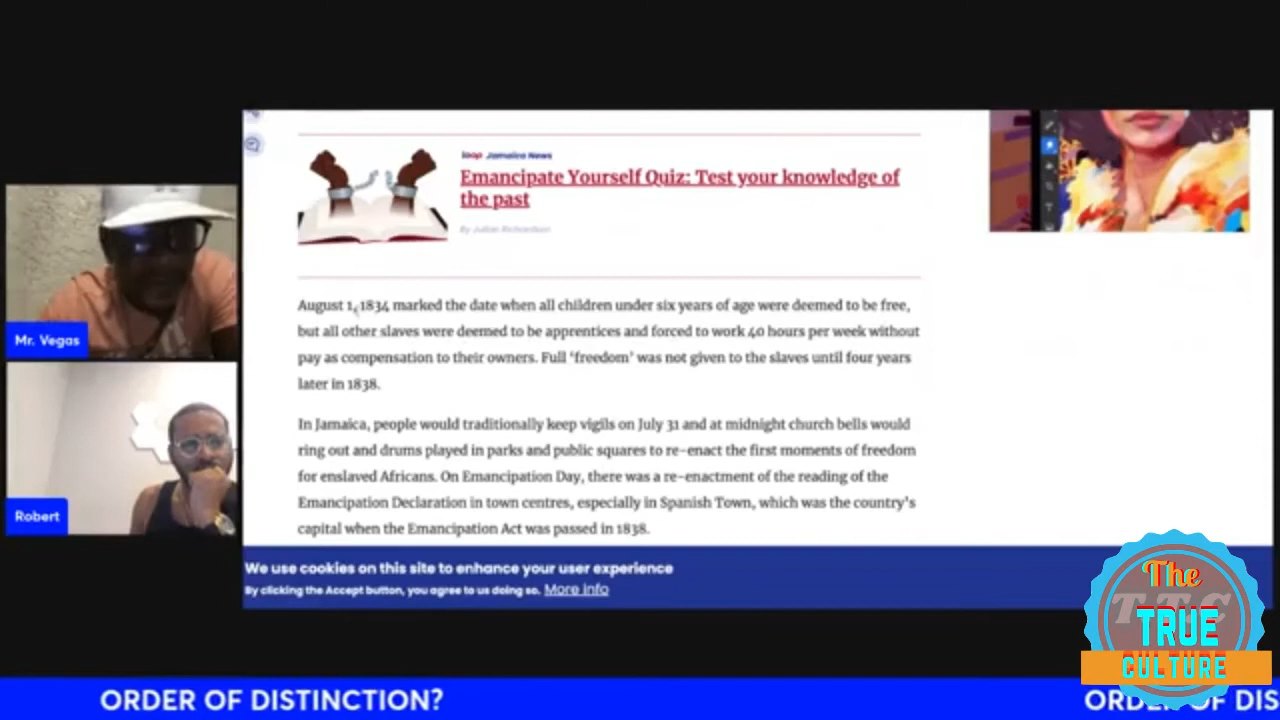 loop Jamaica News
Emancipate Yourself Quiz: Test your knowledge of
the past
By Julian Richardson
August 1, 1834 marked the date when all children under six years of age were deemed to be free,
but all other slaves were deemed to be apprentices and forced to work 40 hours per week without
pay as compensation to their owners. Full ‘freedom’ was not given to the slaves until four years
later in 1838.
In Jamaica, people would traditionally keep vigils on July 31 and at midnight church bells would
ring out and drums played in parks and public squares to re-enact the first moments of freedom
for enslaved Africans. On Emancipation Day, there was a re-enactment of the reading of the
Emancipation Declaration in town centres, especially in Spanish Town, which was the country's
capital when the Emancipation Act was passed in 1838.
We use cookies on this site to enhance your user experience
By clicking the Accept button, you agree to us doing so. More info
Mr. Vegas
Robert
The
TTC
TRUE
CULTURE
ORDER OF DISTINCTION?
ORDER OF DIS